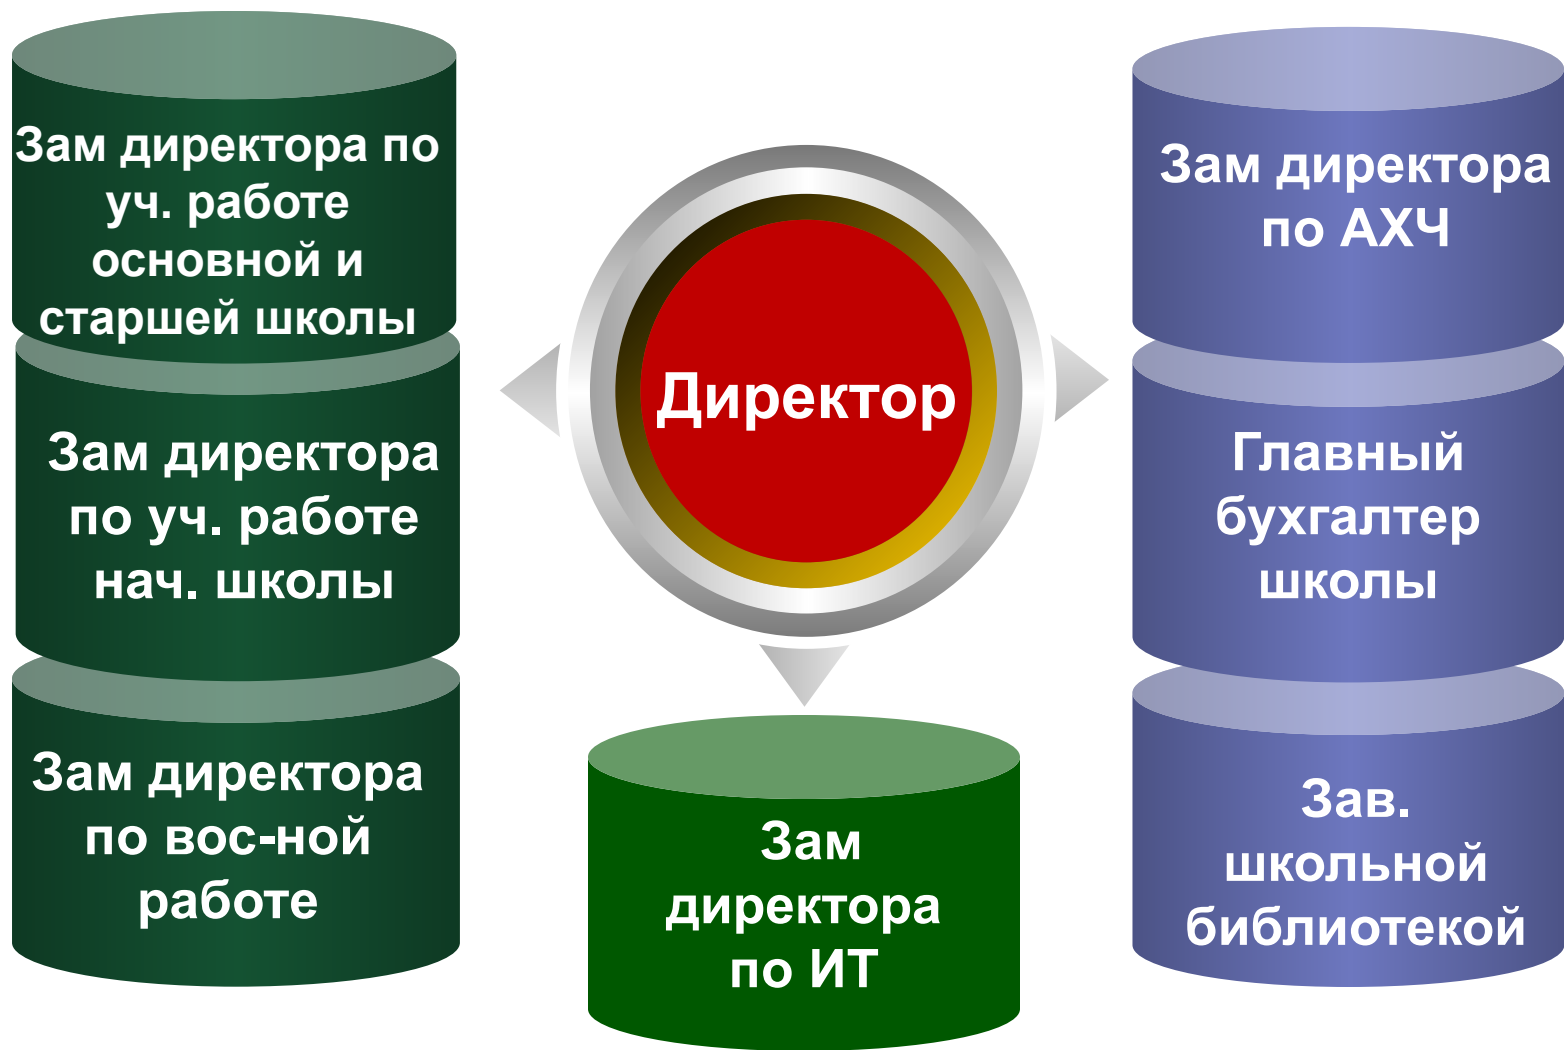 Зам директора по
уч. работе
основной и
старшей школы
Зам директора
по уч. работе
нач. школы
Зам директора
по вос-ной
работе
Директор
Зам
директора
по ИТ
Зам директора
по АХЧ
Главный
бухгалтер
школы
Зав.
школьной
библиотекой